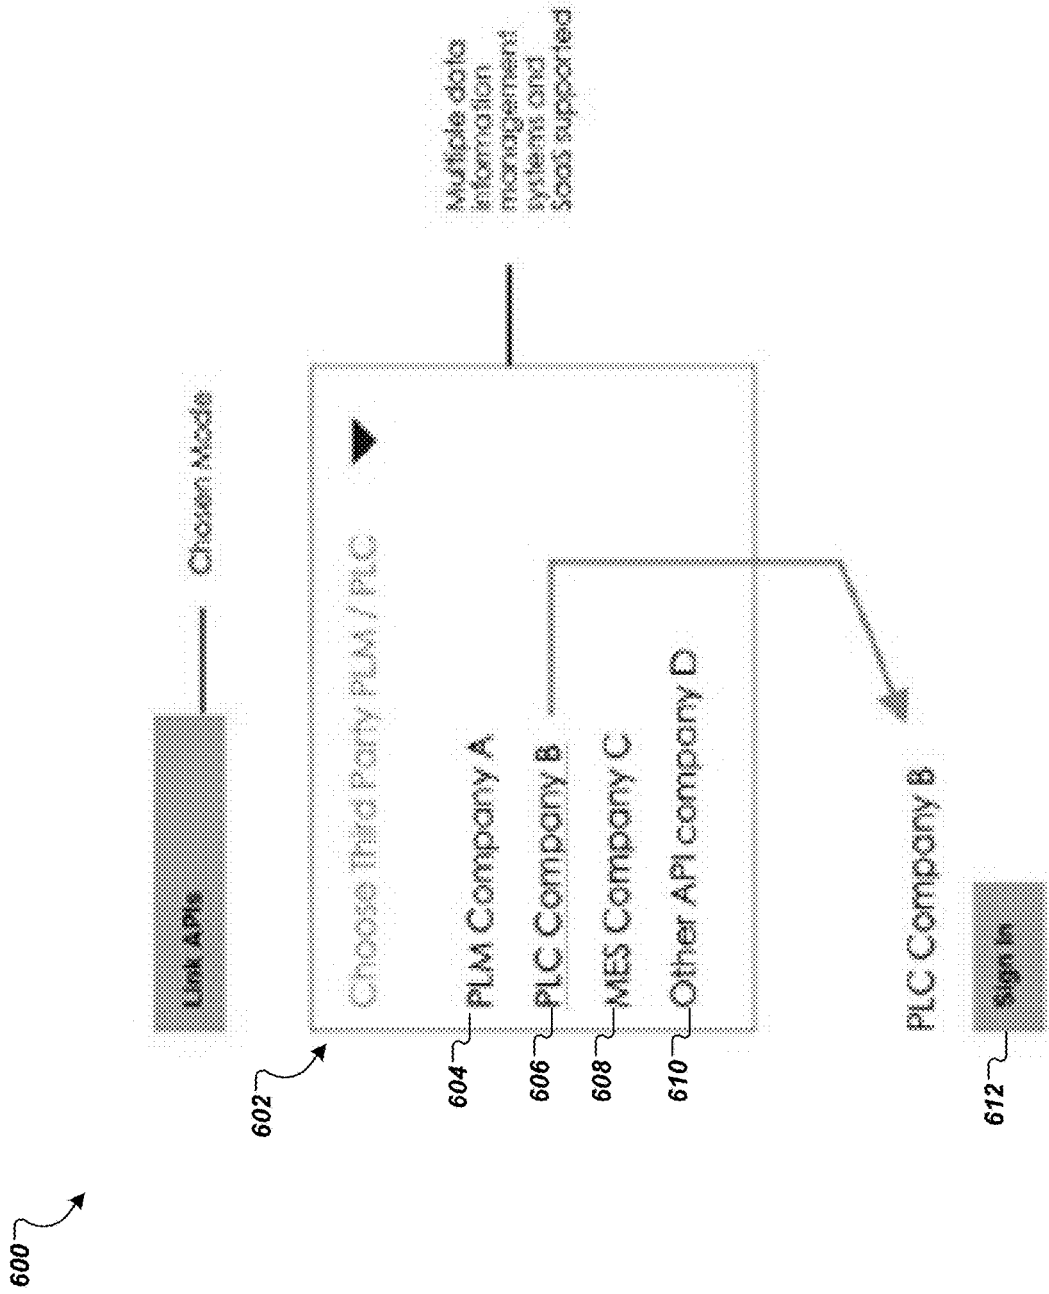 600
Link APIs
Chosen Mode
602
Choose Third Party PLM / PLC
604
PLM Company A
606
PLC Company B
608
MES Company C
610
Other API company D
Multiple data
information
management
systems and
SaaS supported
PLC Company B
612
Sign In